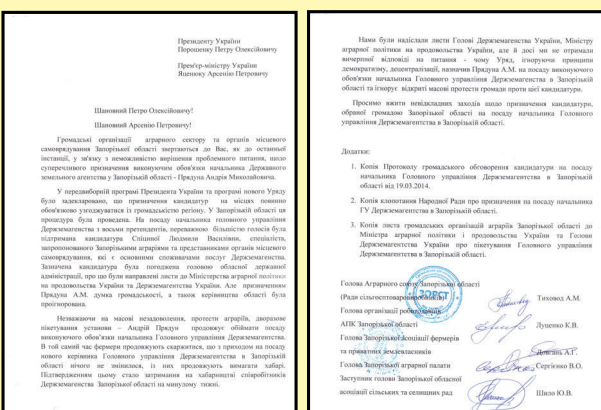 Президенту України
Порошенку Петру Олексійовичу
Прем'єр-міністру України
Яценюку Арсенію Петровичу
Шановний Петро Олексійовичу!
Шановний Арсенію Петровичу!
Громадські організації аграрного сектору та органів місцевого
самоврядування Запорізької області звертаються до Вас, як до останньої
інстанції, у зв'язку з неможливістю вирішення проблемного питання, щодо
суперечливого призначення виконуючим обов'язки начальника Державного
земельного агентства у Запорізькій області - Прядуна Андрія Миколайовича.
У передвиборній програмі Президента України та програмі нового Уряду
було задекларовано, що призначення кандидатур на місцях повинно
обов'язково узгоджуватися із громадськістю регіону. У Запорізькій області ця
процедура була проведена. На посаду начальника головного управління
Держземагентства з восьми претендентів, переважною більністю голосів була
підтримана кандидатура Спішної Людмили Василівни, спеціаліста,
запропонованого Запорізькими аграріями та представниками органів місцевого
самоврядування, які є основними споживачами послуг Держземагентства.
Зазначена кандидатура була погоджена головою обласної державної
адміністрації, про що були направлені листи до Міністерства аграрної політики
на продовольства України та Держземагентства України. Але призначенням
Прядуна А.М. думка громадськості, а також керівництва області була
проігнорована.
Незважаючи на масові незадоволення, протести аграріїв, дворазове
пікетування установи – Андрій Прядун продовжує обіймати посаду
виконуючого обов'язки начальника Головного управління Держземагентства.
В той самий час фермери продовжують скаржитися, що з приходом на посаду
нового керівника Головного управління Держземагентства в Запорізькій
області нічого не змінилося, із них продовжують вимагати хабарі.
Підтвердженням цьому стало затримання на хабарництві співробітників
Держземагентства Запорізької області на минулому тижні.
Нами були надіслали листи Голові Держземагенства України, Міністру
аграрної політики на продовольства України, але й досі ми не отримали
вичерпної відповіді на питання - чому Уряд, ігноруючи принципи
демократизму, децентралізації, назначив Прядуна А.М. на посаду виконуючого
обов'язки начальника Головного управління Держземагентства в Запорізькій
області та ігнорує відкриті масові протести громади проти цієї кандидатури.
Просимо вжити невідкладних заходів щодо призначення кандидатури,
обраної громадою Запорізької області на посаду начальника Головного
управління Держземагентства в Запорізькій області.
Додатки:
1. Копія Протоколу громадського обговорення кандидатури на посаду
начальника Головного управління Держземагентства в Запорізькій
області від 19.03.2014.
2. Копія клопотання Народної Ради про призначення на посаду начальника
ГУ Держземагентства в Запорізькій області.
3. Копія листа громадських організацій аграріїв Запорізької області до
Міністра аграрної політики і продовольства України та Голови
Держземагентства України про пікетування Головного управління
Держземагентства в Запорізькій області.
Голова Аграрного союзу Запорізької області
(Ради сільгосптоваровиробників) Тиховод А.М.
Голова організації роботодавців
АПК Запорізької області Луценко К.В.
Голова Запорізької асоціації фермерів
та приватних землевласників Довгань А.Г.
Голова Запорізької аграрної палати Сергієнко В.О.
Заступник голови Запорізької обласної
асоціації сільських та селищних рад Шило Ю.В.
ЗОРСТ